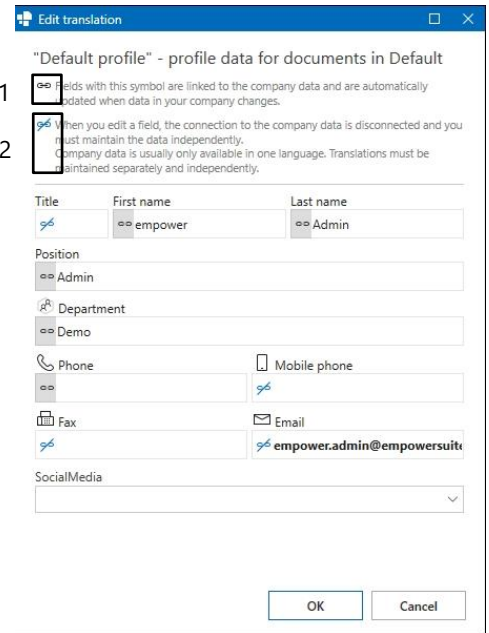 Edit translation
"Default profile" - profile data for documents in Default
1
Fields with this symbol are linked to the company data and are automatically
updated when data in your company changes.
2
When you edit a field, the connection to the company data is disconnected and you
must maintain the data independently.
Company data is usually only available in one language. Translations must be
maintained separately and independently.
Title First name Last name
empower Admin
Position
Admin
Department
Demo
Phone Mobile phone
Fax Email
empower.admin@empowersuite
SocialMedia
OK Cancel